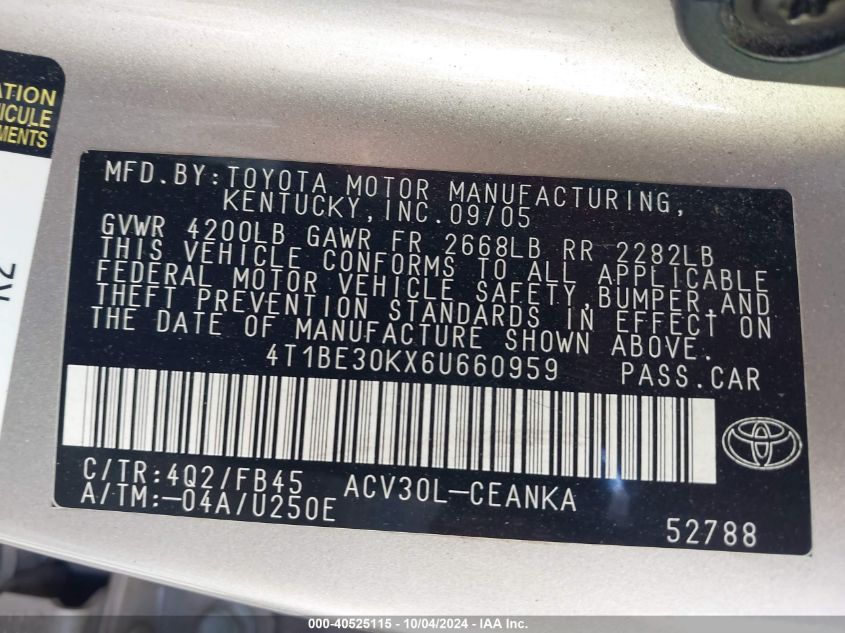 ATION
ICULE
MENTS
MFD.BY:TOYOTA MOTOR MANUFACTURING,
KENTUCKY,INC.09/05
GVWR 4200LB GAWR FR 2668LB RR 2282LB
THIS VEHICLE CONFORMS TO ALL APPLICABLE
FEDERAL MOTOR VEHICLE SAFETY,BUMPER,AND
THEFT PREVENTION STANDARDS IN EFFECT ON
THE DATE OF MANUFACTURE SHOWN ABOVE.
4T1BE30KX6U660959 PASS.CAR
C/TR:4Q2/FB45 ACV30L-CEANKA
A/TM:-04A/U250E
52788
000-40525115 - 10/04/2024 - IAA